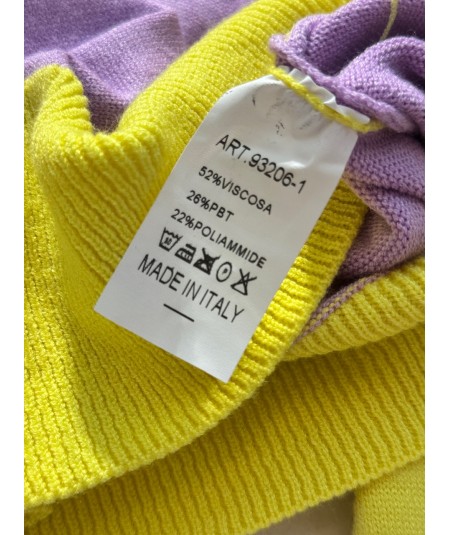 ART.93206-1
52%VISCOSA
26%PBT
22%POLIAMMIDE
MADE IN ITALY